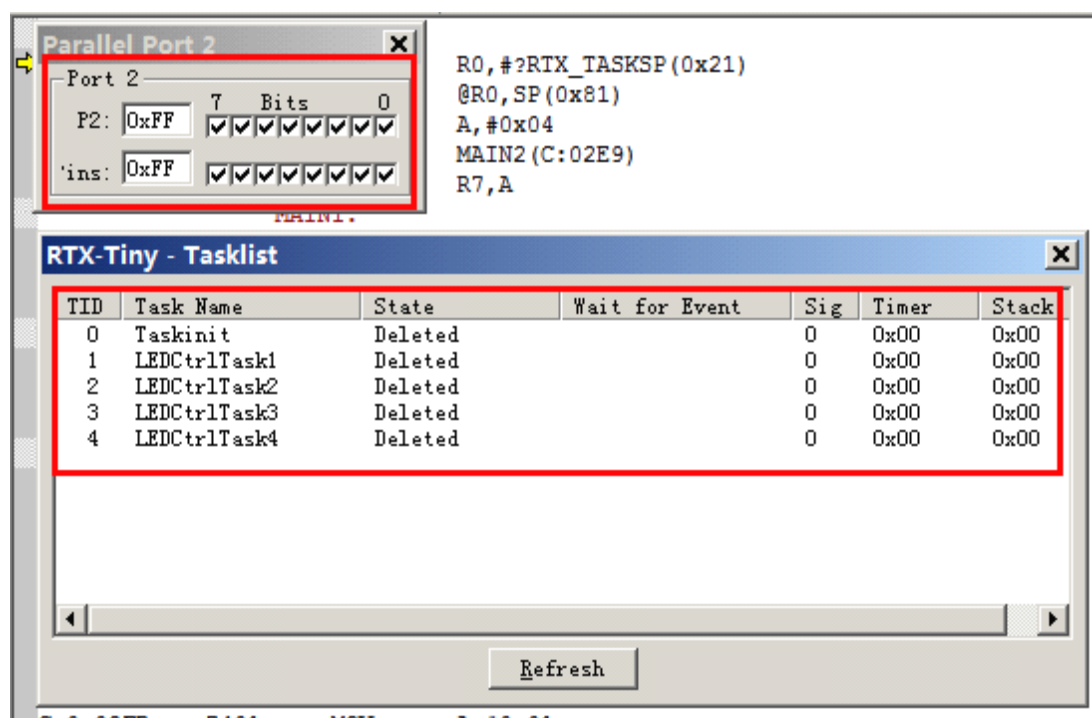 Parallel Port 2
Port 2
7 Bits 0
P2: 0xFF
'ins: 0xFF
R0,#?RTX_TASKSP(0x21)
@R0,SP(0x81)
A,#0x04
MAIN2(C:02E9)
R7,A
MAIN1:
RTX-Tiny - Tasklist
TID Task Name State Wait for Event Sig Timer Stack
0 Taskinit Deleted 0 0x00 0x00
1 LEDCtrlTask1 Deleted 0 0x00 0x00
2 LEDCtrlTask2 Deleted 0 0x00 0x00
3 LEDCtrlTask3 Deleted 0 0x00 0x00
4 LEDCtrlTask4 Deleted 0 0x00 0x00
Refresh